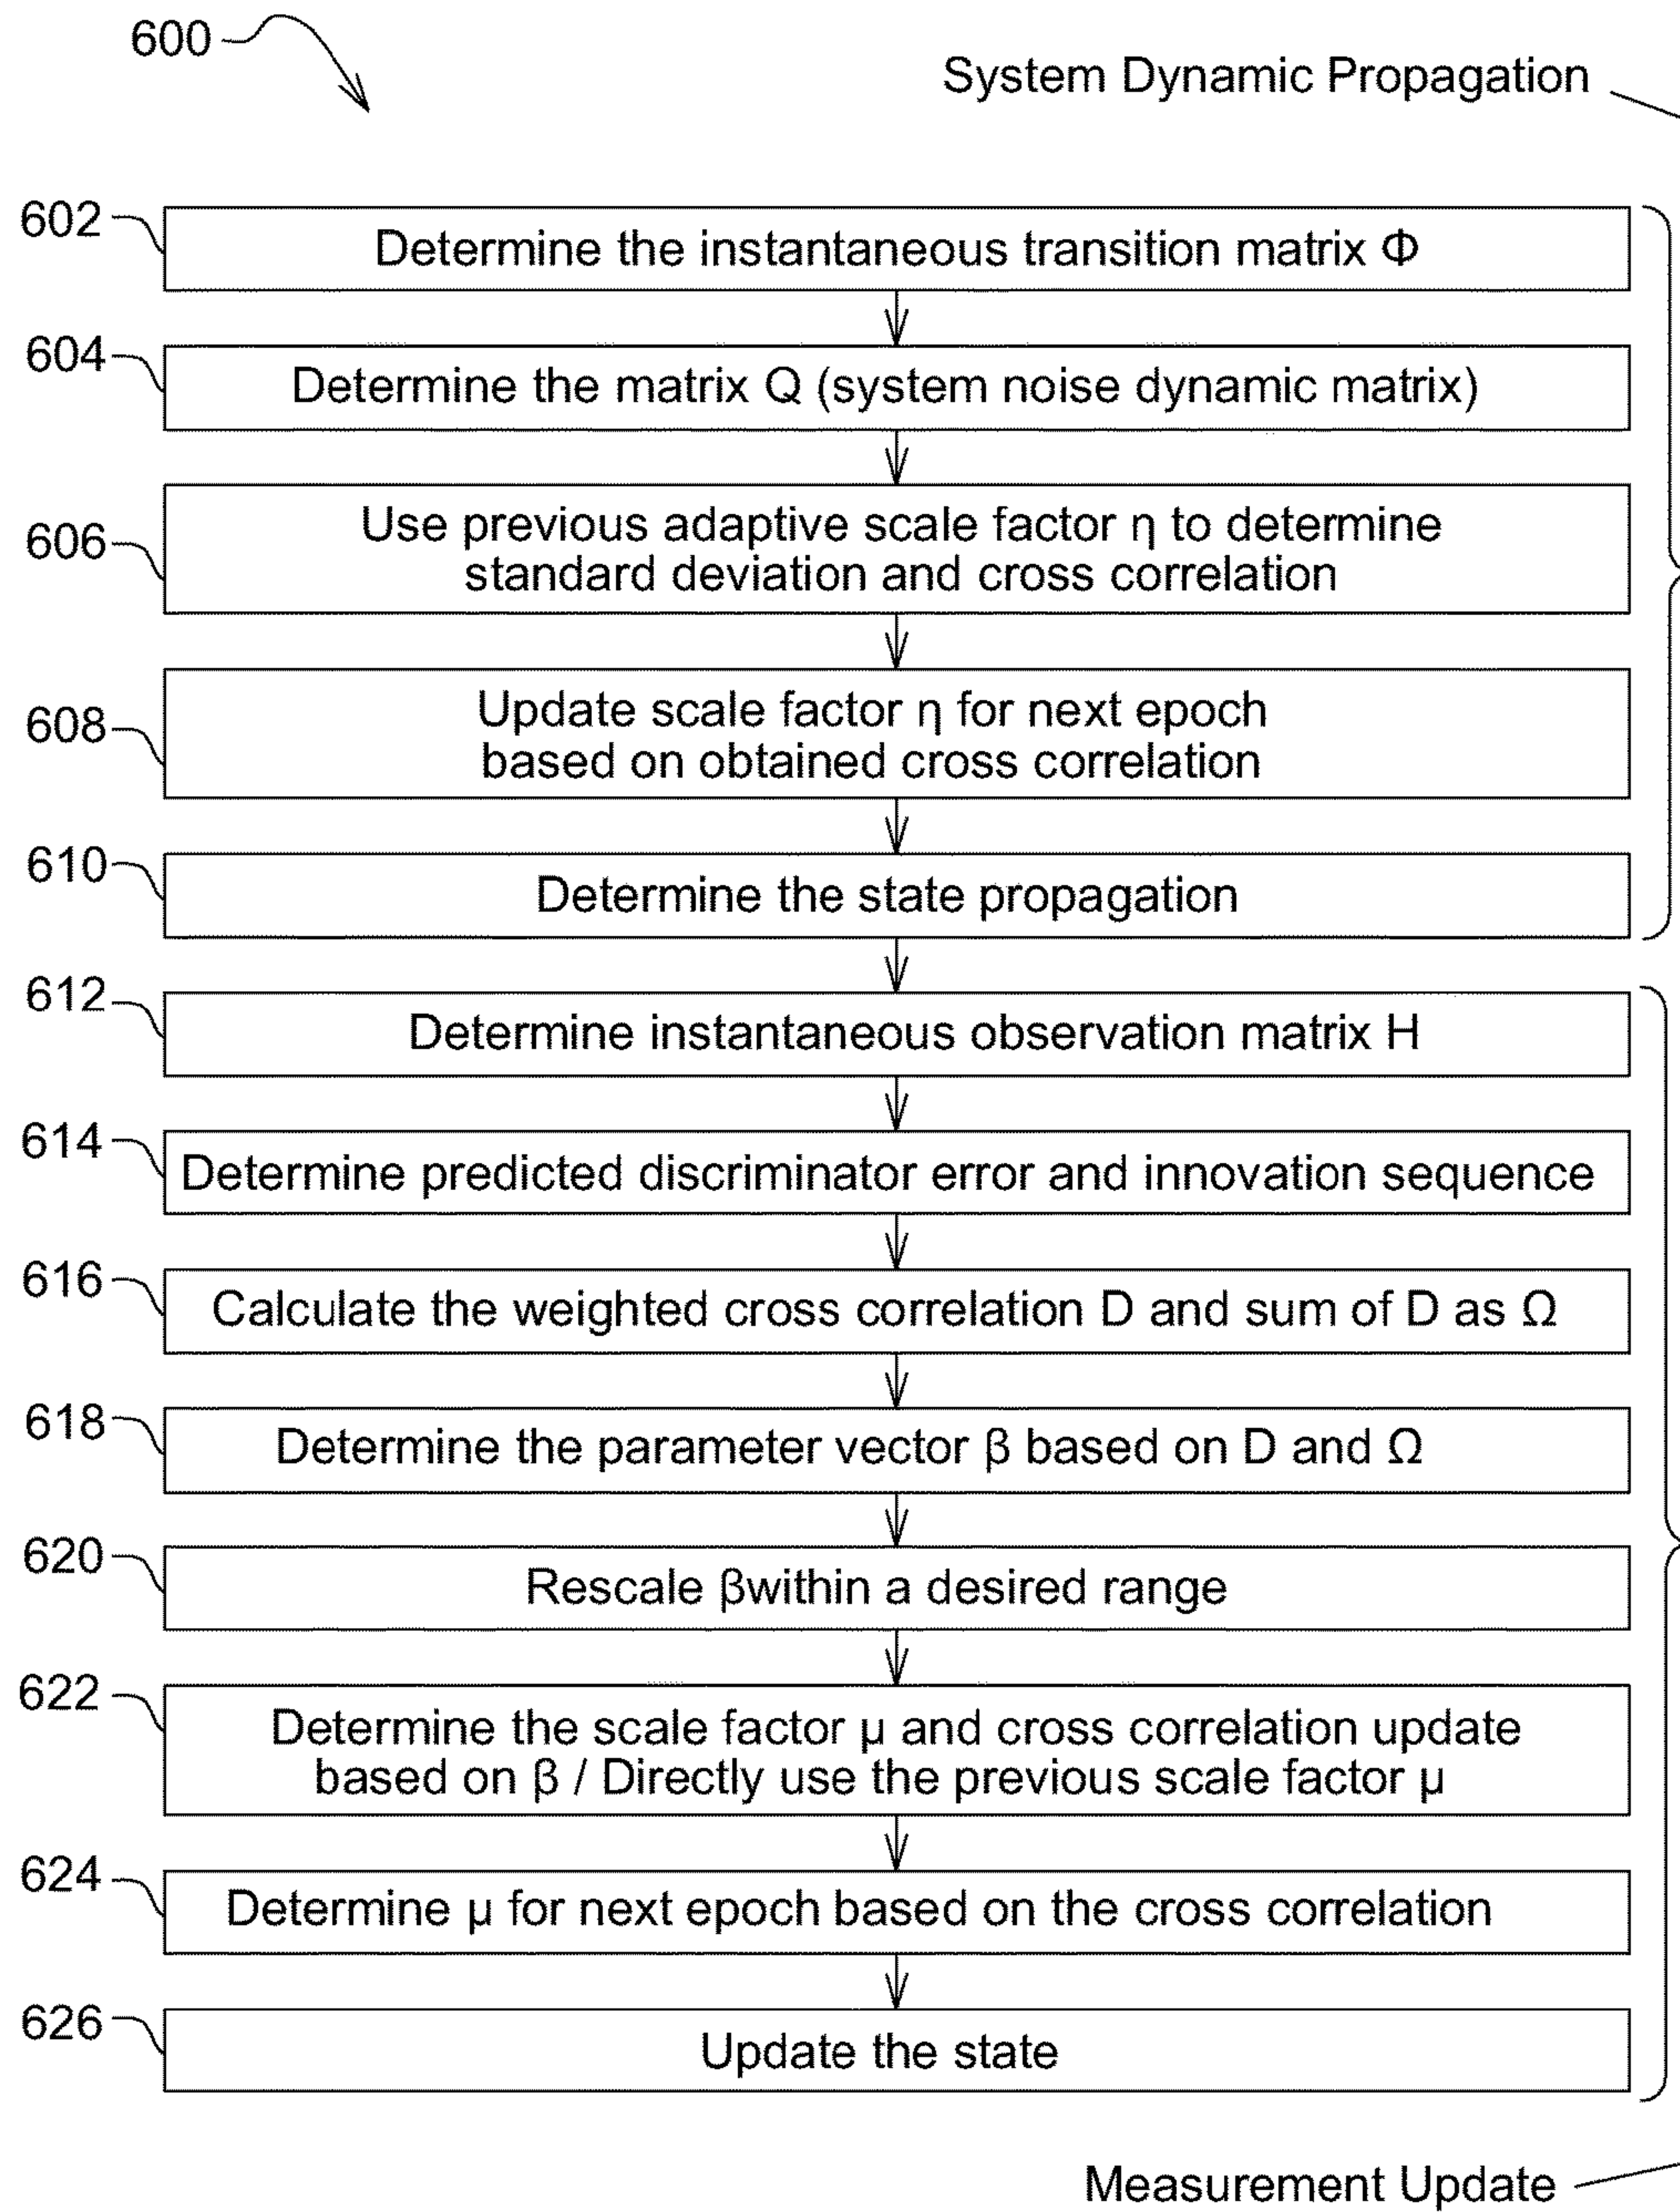 600
System Dynamic Propagation
602
Determine the instantaneous transition matrix Φ
604
Determine the matrix Q (system noise dynamic matrix)
606
Use previous adaptive scale factor η to determine
standard deviation and cross correlation
608
Update scale factor η for next epoch
based on obtained cross correlation
610
Determine the state propagation
612
Determine instantaneous observation matrix H
614
Determine predicted discriminator error and innovation sequence
616
Calculate the weighted cross correlation D and sum of D as Ω
618
Determine the parameter vector β based on D and Ω
620
Rescale βwithin a desired range
622
Determine the scale factor μ and cross correlation update
based on β / Directly use the previous scale factor μ
624
Determine μ for next epoch based on the cross correlation
626
Update the state
Measurement Update